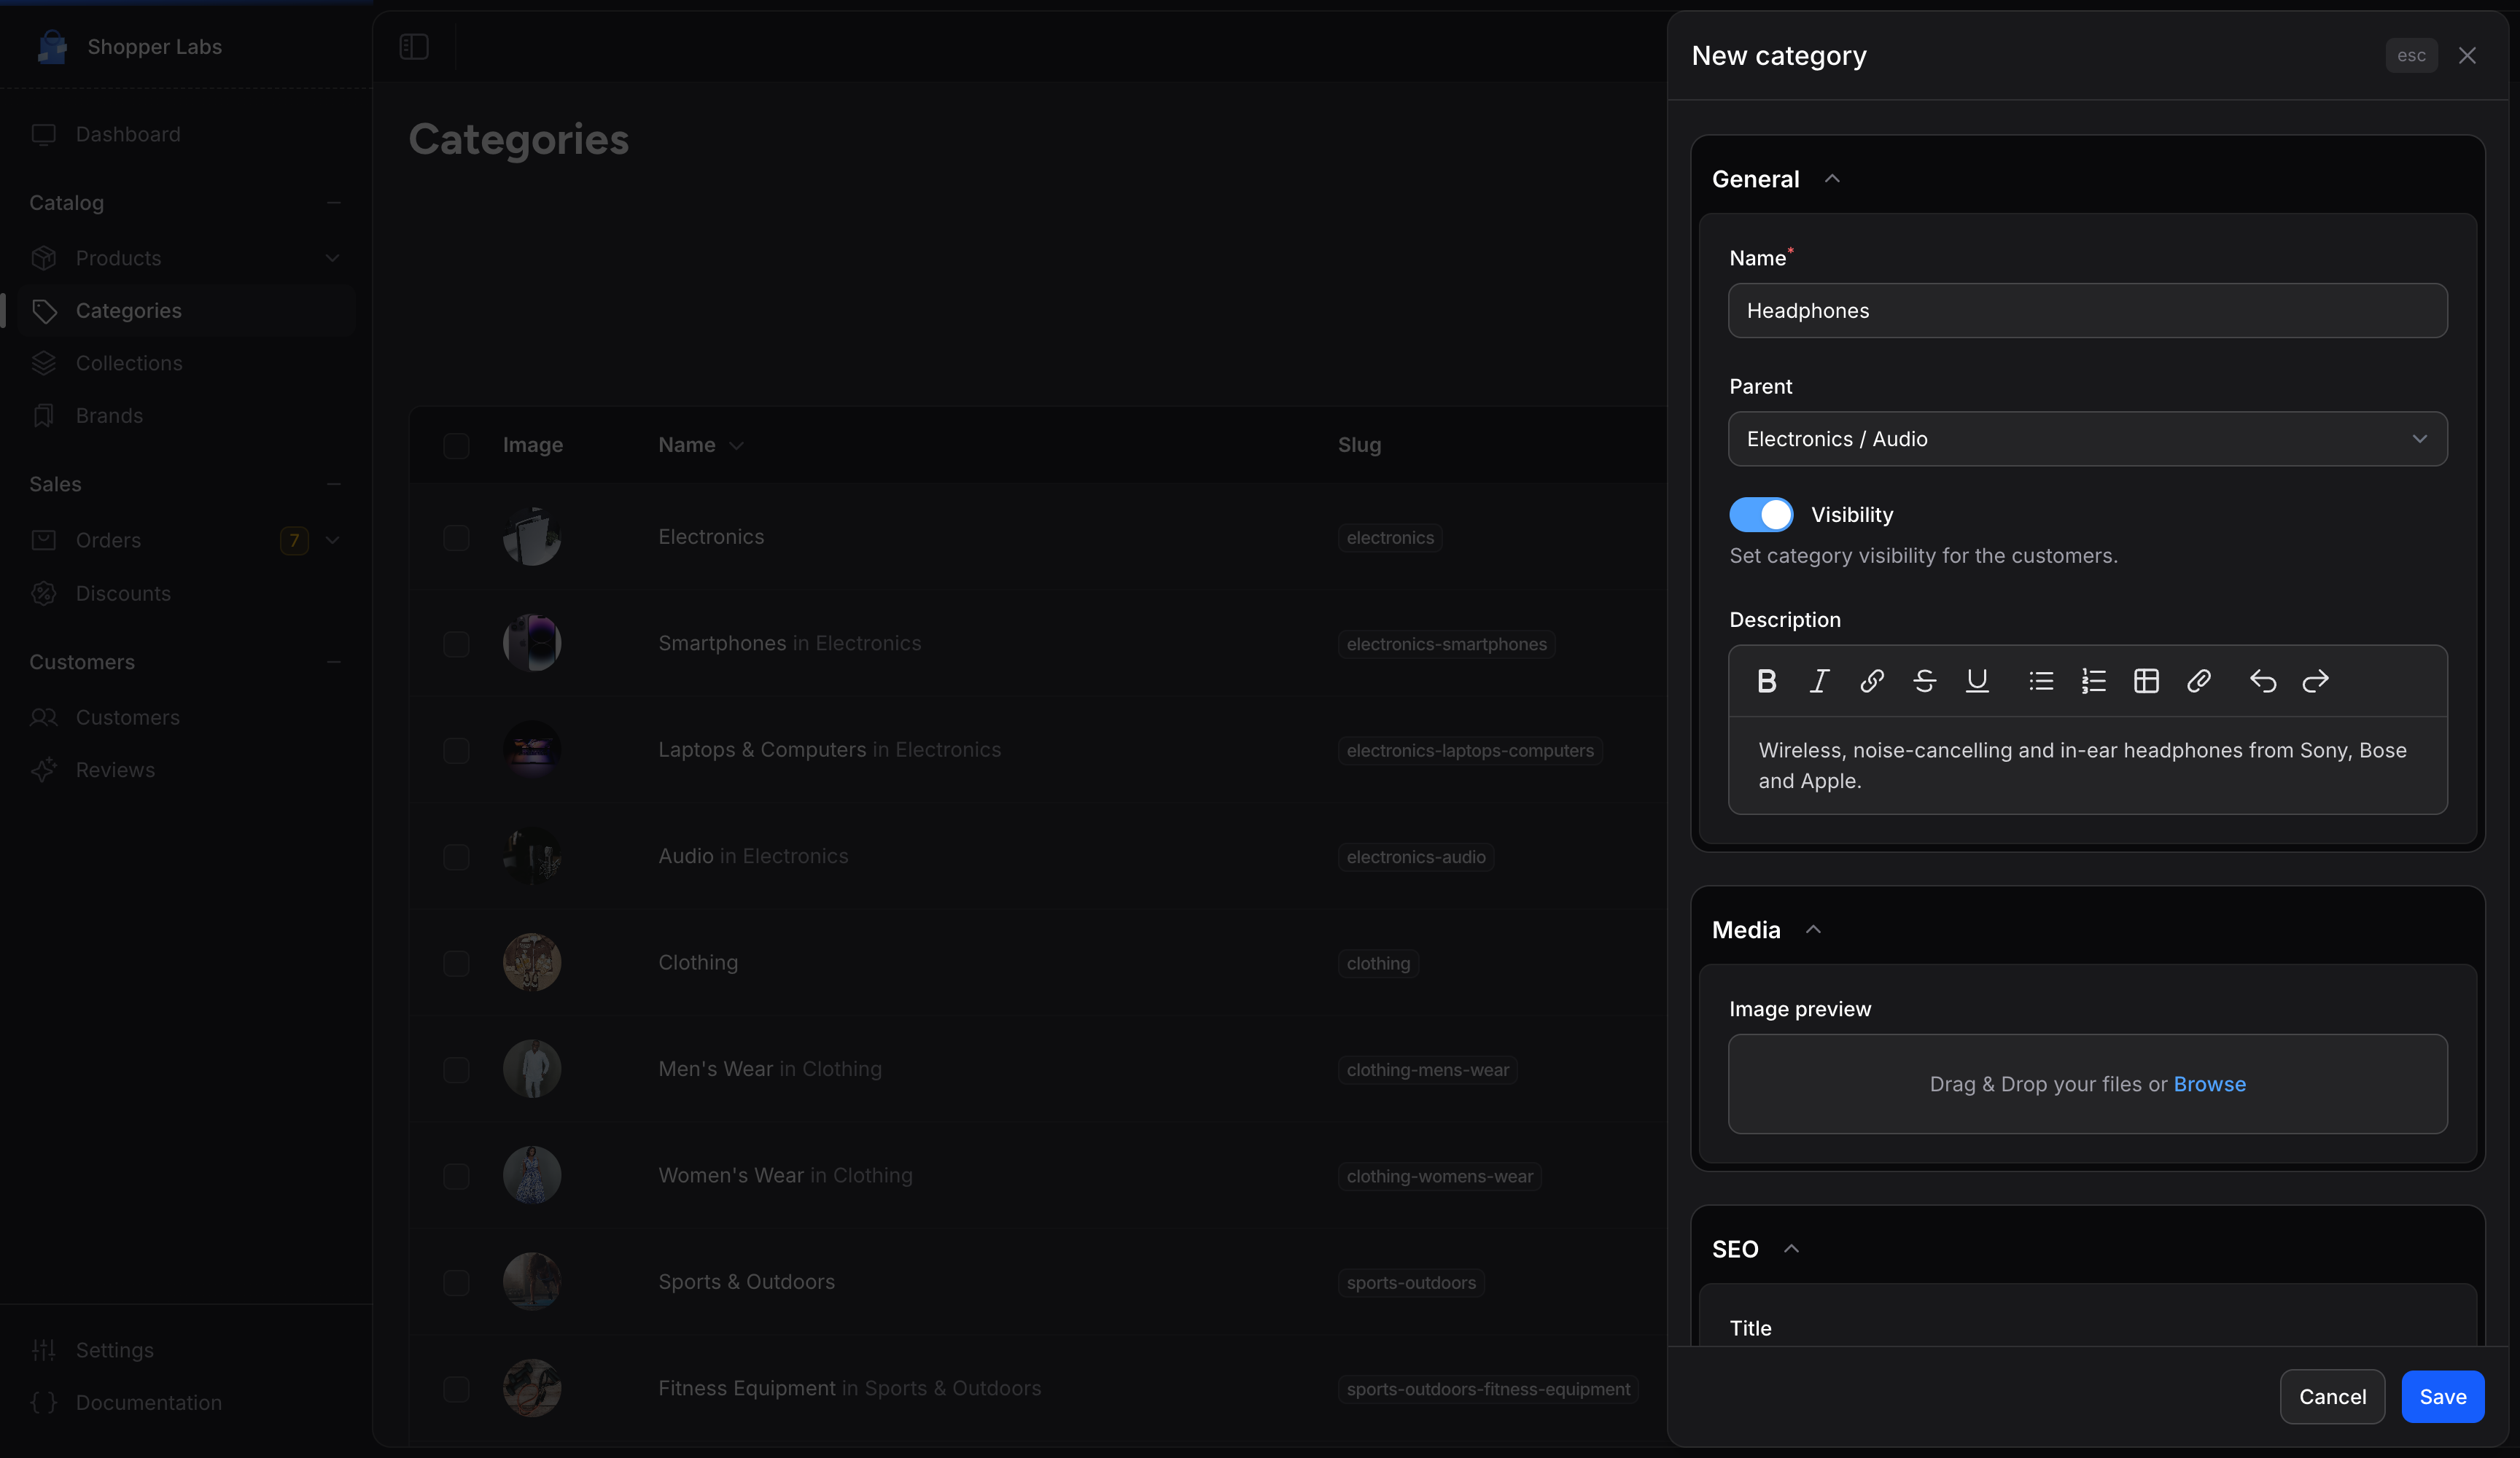 Shopper Labs
Dashboard
Catalog
Products
Categories
Collections
Brands
Sales
Orders 7
Discounts
Customers
Customers
Reviews
Settings
Documentation
Categories
Image Name Slug
Electronics electronics
Smartphones in Electronics electronics-smartphones
Laptops & Computers in Electronics electronics-laptops-computers
Audio in Electronics electronics-audio
Clothing clothing
Men's Wear in Clothing clothing-mens-wear
Women's Wear in Clothing clothing-womens-wear
Sports & Outdoors sports-outdoors
Fitness Equipment in Sports & Outdoors sports-outdoors-fitness-equipment
New category esc
General
Name*
Headphones
Parent
Electronics / Audio
Visibility
Set category visibility for the customers.
Description
Wireless, noise-cancelling and in-ear headphones from Sony, Bose
and Apple.
Media
Image preview
Drag & Drop your files or Browse
SEO
Title
Cancel Save